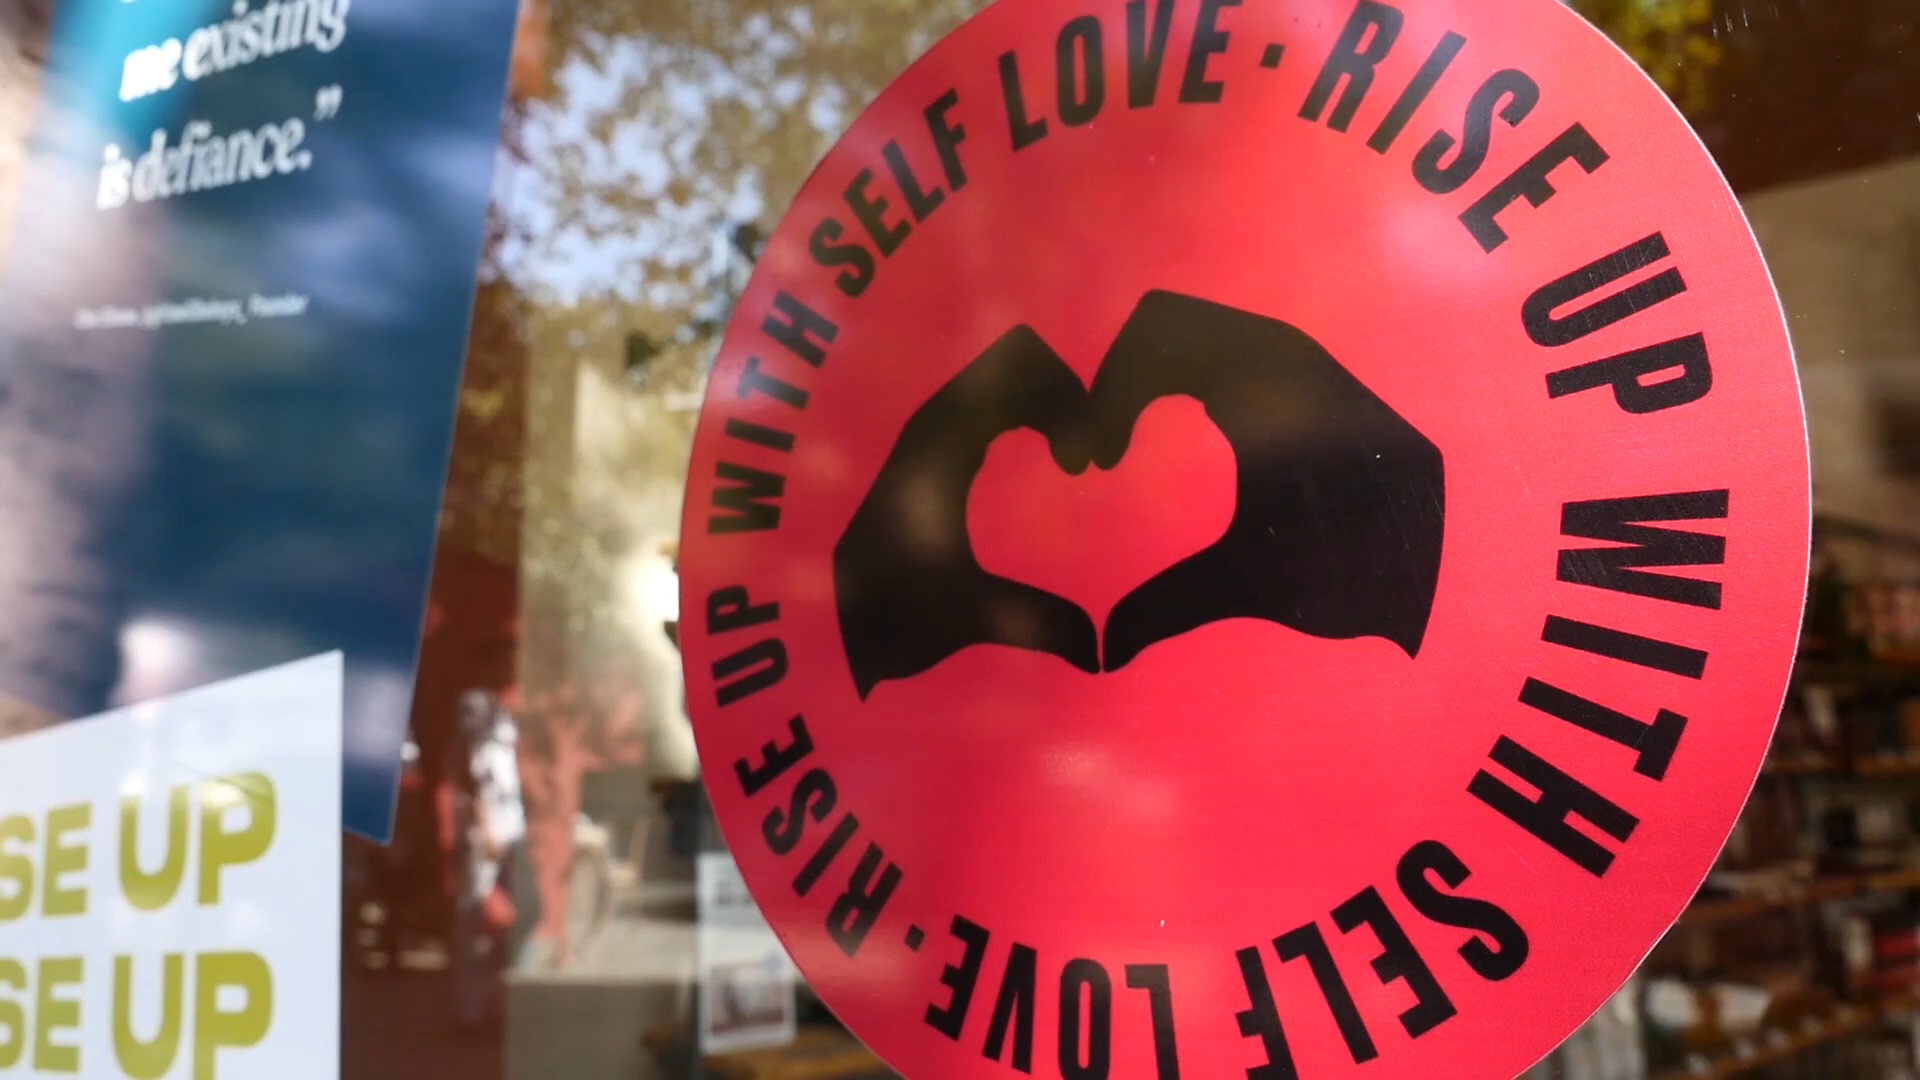 me existing
is defiance.”
SE UP
SE UP
RISE UP WITH SELF LOVE · RISE UP WITH SELF LOVE ·